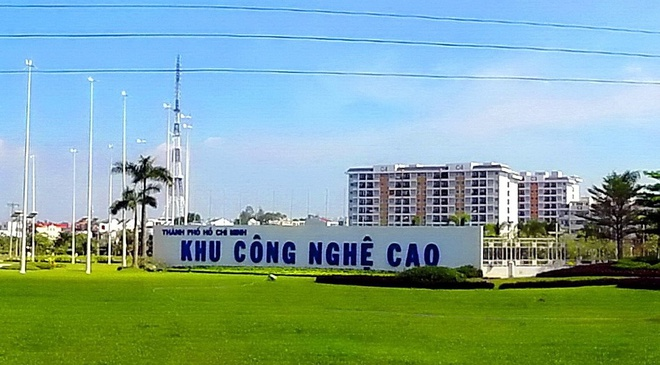 THÀNH PHỐ HỒ CHÍ MINH
KHU CÔNG NGHỆ CAO